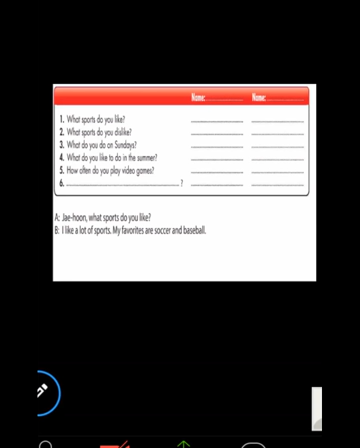 Name: ........................ Name: ........................
1. What sports do you like?
2. What sports do you dislike?
3. What do you do on Sundays?
4. What do you like to do in the summer?
5. How often do you play video games?
6. ........................................................ ?
A: Jae-hoon, what sports do you like?
B: I like a lot of sports. My favorites are soccer and baseball.